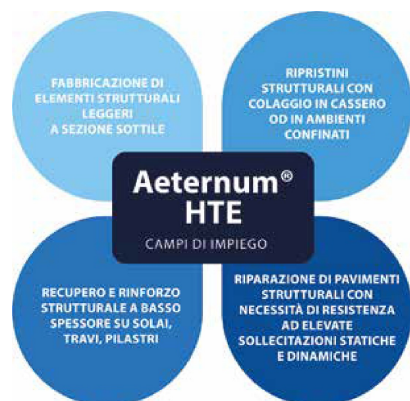 FABBRICAZIONE DI
ELEMENTI STRUTTURALI
LEGGERI
A SEZIONE SOTTILE
RIPRISTINI
STRUTTURALI CON
COLAGGIO IN CASSERO
OD IN AMBIENTI
CONFINATI
Aeternum®
HTE
CAMPI DI IMPIEGO
RECUPERO E RINFORZO
STRUTTURALE A BASSO
SPESSORE SU SOLAI,
TRAVI, PILASTRI
RIPARAZIONE DI PAVIMENTI
STRUTTURALI CON
NECESSITÀ DI RESISTENZA
AD ELEVATE
SOLLECITAZIONI STATICHE
E DINAMICHE